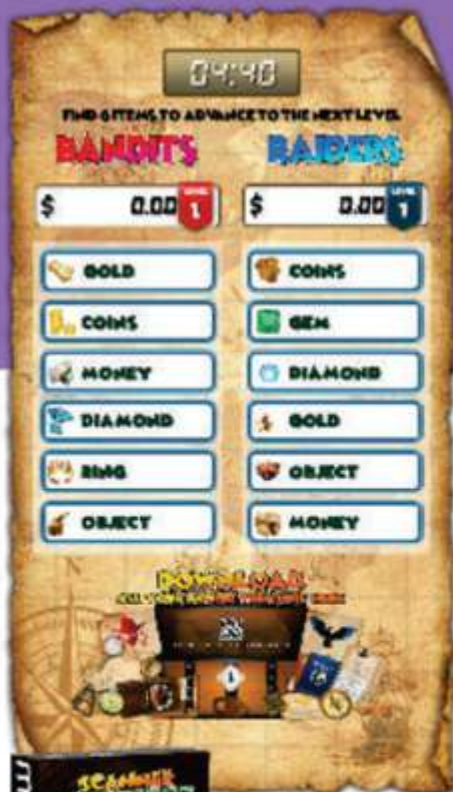 04:40
FIND 6 ITEMS TO ADVANCE TO THE NEXT LEVEL
BANDITS RAIDERS
$ 0.00 LEVEL 1 $ 0.00 LEVEL 1
GOLD COINS
COINS GEM
MONEY DIAMOND
DIAMOND GOLD
RING OBJECT
OBJECT MONEY
DOWNLOAD
SCANNER